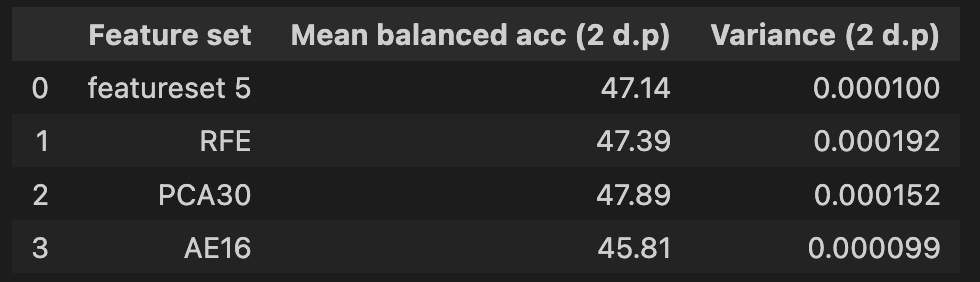 Feature set Mean balanced acc (2 d.p) Variance (2 d.p)
0 featureset 5 47.14 0.000100
1 RFE 47.39 0.000192
2 PCA30 47.89 0.000152
3 AE16 45.81 0.000099